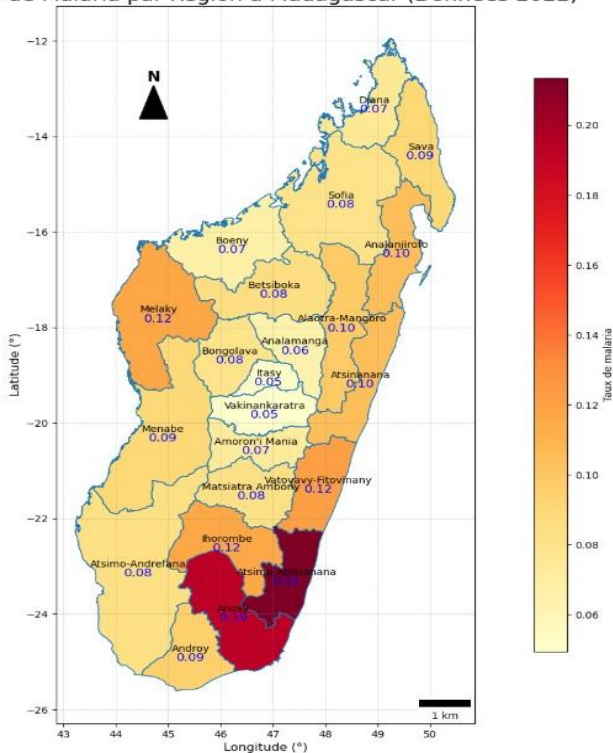 de Malaria par Région à Madagascar (Données 2022)
−12
N
Diana
0.07
0.20
−14
Sava
0.09
Sofia
0.08
0.18
−16
Boeny
0.07
Analanjirofo
0.10
Betsiboka
0.08
0.16
Melaky
0.12
Alaotra-Mangoro
0.10
−18
Analamanga
0.06
Bongolava
0.08
Itasy
0.05
Atsinanana
0.10
0.14
Latitude (°)
Taux de malaria
Vakinankaratra
0.05
−20
Menabe
0.09
Amoron'i Mania
0.07
0.12
Vatovavy-Fitovinany
0.12
Matsiatra Ambony
0.08
−22
0.10
Ihorombe
0.12
Atsimo-Andrefana
0.08
0.08
Anosy
0.18
−24
Androy
0.09
0.06
1 km
−26
43 44 45 46 47 48 49 50
Longitude (°)